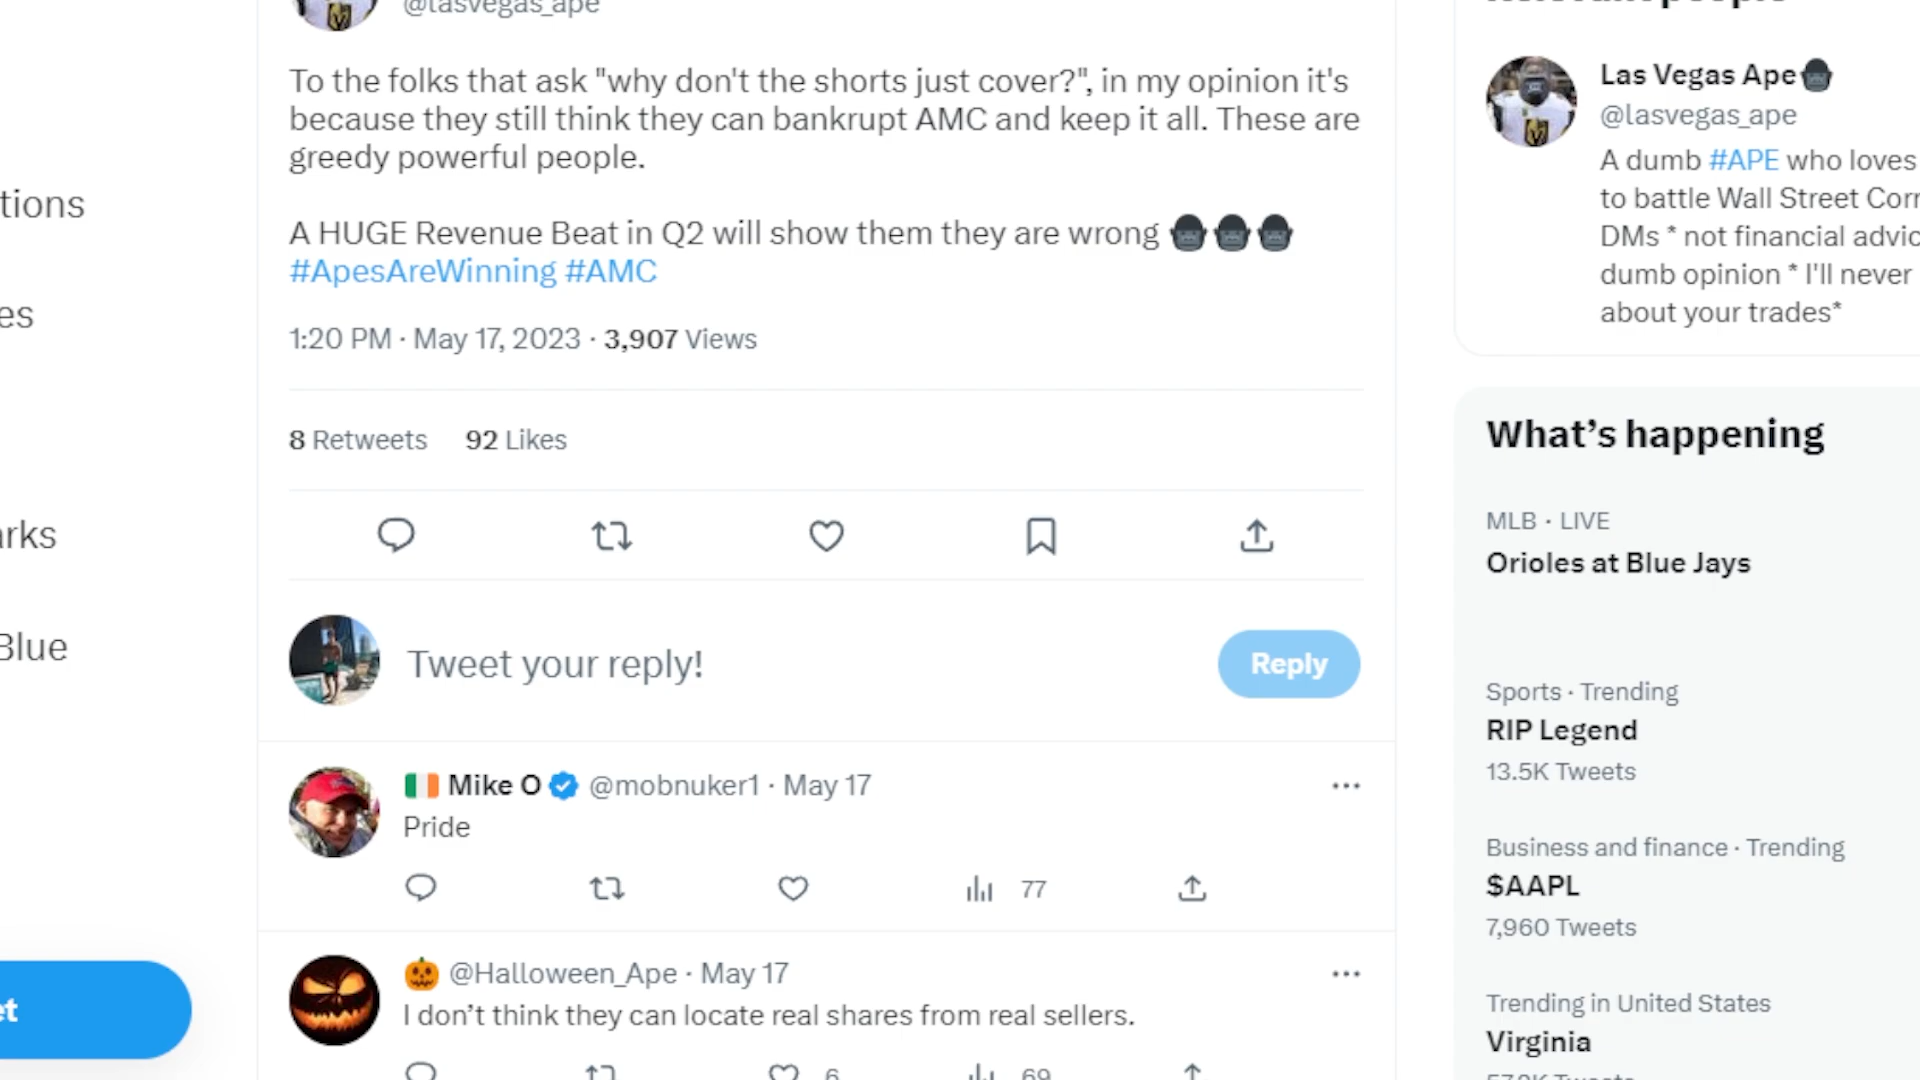 @lasvegas_ape
To the folks that ask "why don't the shorts just cover?", in my opinion it's
because they still think they can bankrupt AMC and keep it all. These are
greedy powerful people.
A HUGE Revenue Beat in Q2 will show them they are wrong 🦍🦍🦍
#ApesAreWinning #AMC
1:20 PM · May 17, 2023 · 3,907 Views
8 Retweets 92 Likes
Tweet your reply!
Reply
🇮🇪 Mike O @mobnuker1 · May 17
Pride
77
🎃 @Halloween_Ape · May 17
I don’t think they can locate real shares from real sellers.
6 69
tions
es
arks
Blue
et
Relevant people
Las Vegas Ape🦍
@lasvegas_ape
A dumb #APE who loves
to battle Wall Street Corr
DMs * not financial advic
dumb opinion * I'll never
about your trades*
What’s happening
MLB · LIVE
Orioles at Blue Jays
Sports · Trending
RIP Legend
13.5K Tweets
Business and finance · Trending
$AAPL
7,960 Tweets
Trending in United States
Virginia
Tweets